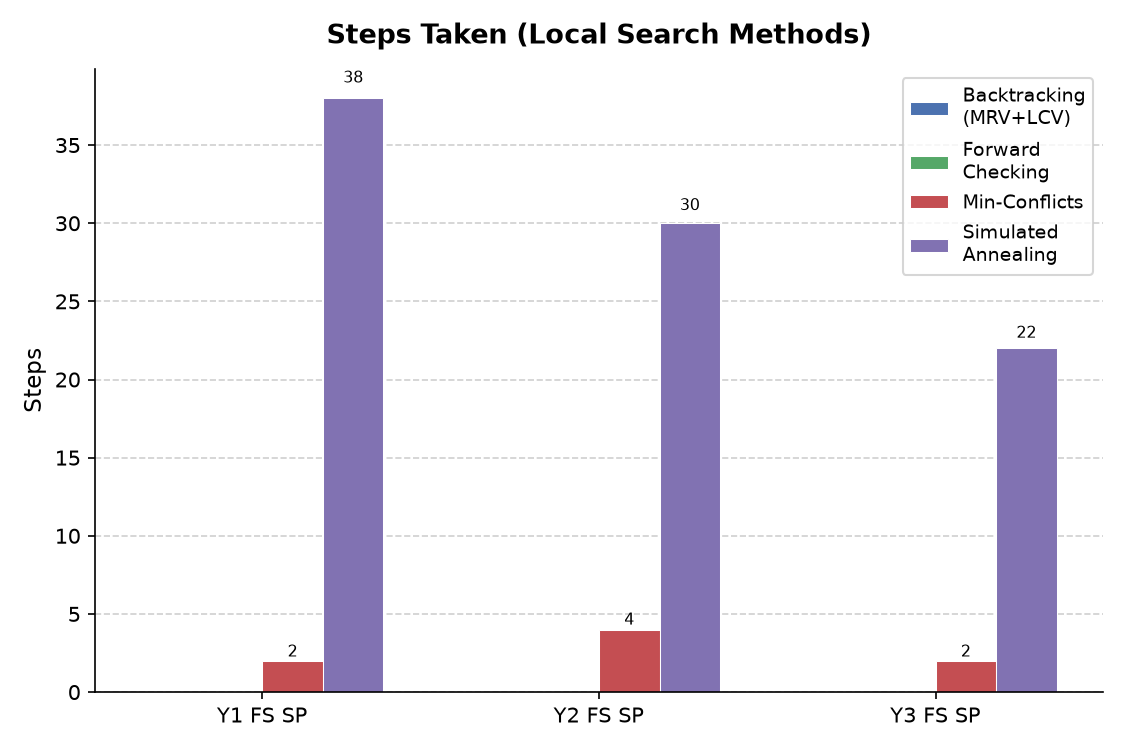 Steps Taken (Local Search Methods)
38
Backtracking
(MRV+LCV)
Forward
Checking
Min-Conflicts
Simulated
Annealing
35
30
30
25
22
20
Steps
15
10
5
4
2
2
0
Y1 FS SP
Y2 FS SP
Y3 FS SP